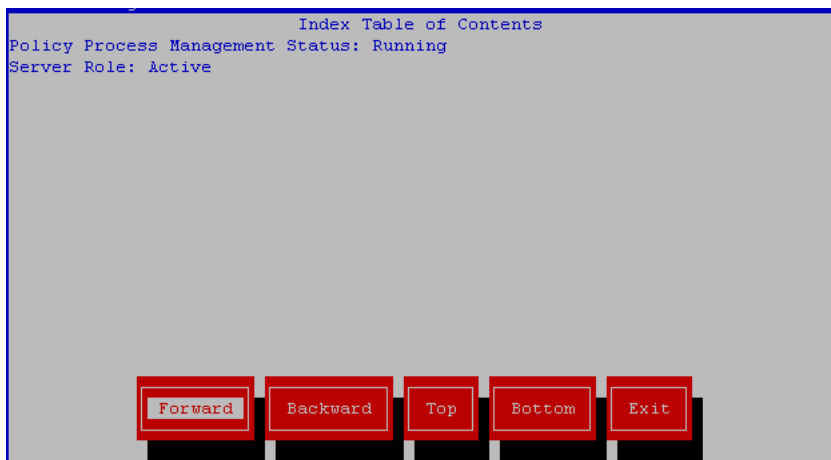 Index Table of Contents
Policy Process Management Status: Running
Server Role: Active
Forward Backward Top Bottom Exit